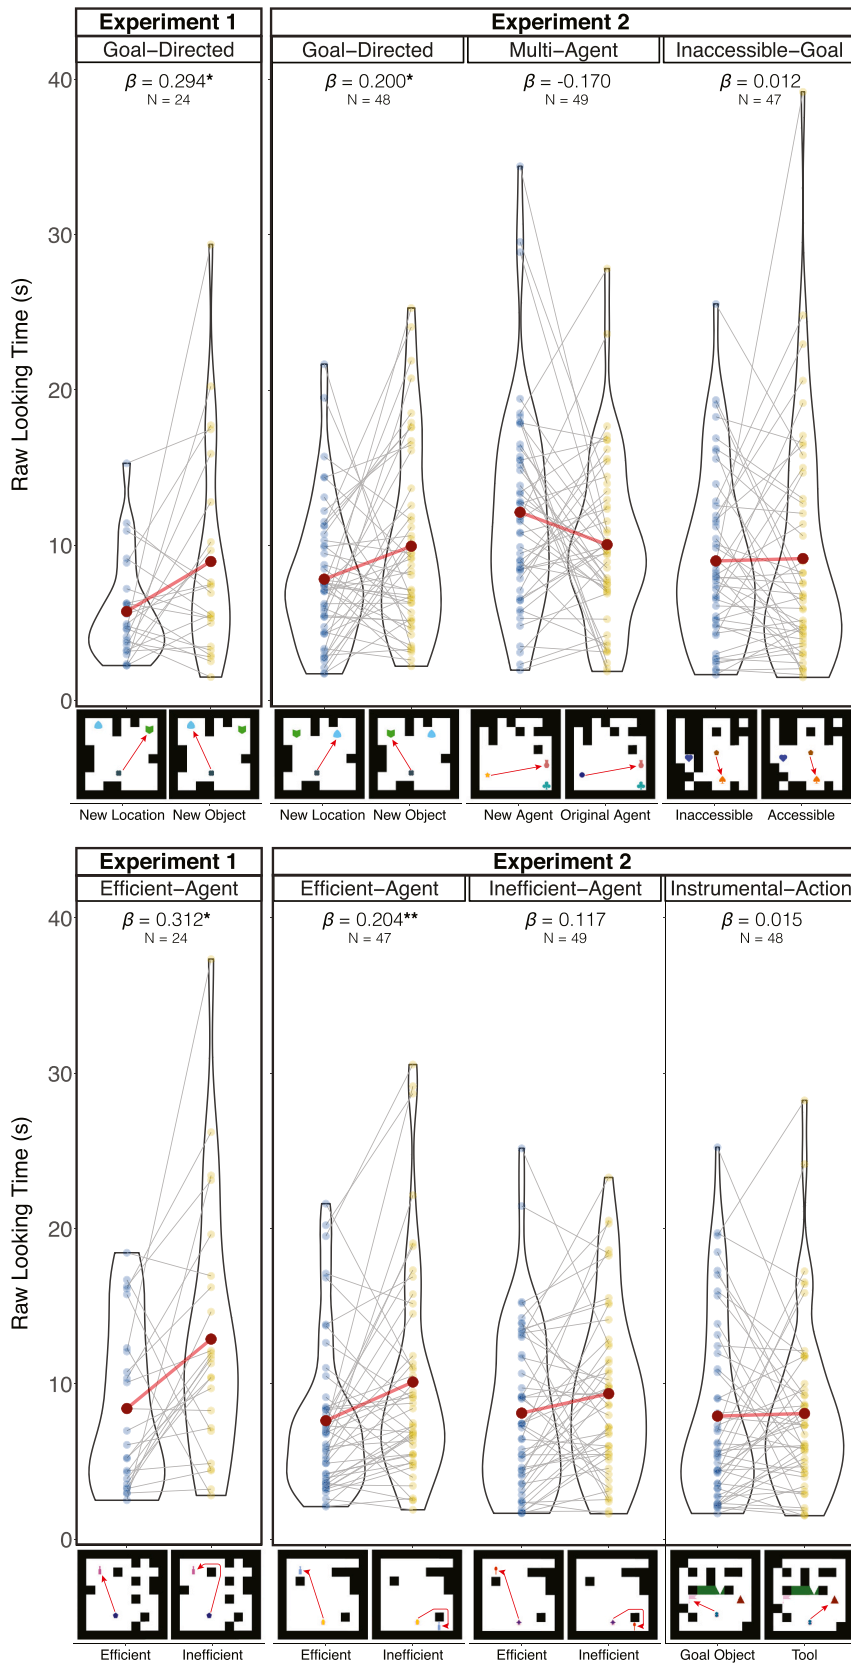 Experiment 1
Experiment 2
Goal–Directed
Goal–Directed
Multi–Agent
Inaccessible–Goal
β = 0.294*
N = 24
β = 0.200*
N = 48
β = -0.170
N = 49
β = 0.012
N = 47
Raw Looking Time (s)
40
30
20
10
0
New Location
New Object
New Location
New Object
New Agent
Original Agent
Inaccessible
Accessible
Experiment 1
Experiment 2
Efficient–Agent
Efficient–Agent
Inefficient–Agent
Instrumental–Action
β = 0.312*
N = 24
β = 0.204**
N = 47
β = 0.117
N = 49
β = 0.015
N = 48
Raw Looking Time (s)
40
30
20
10
0
Efficient
Inefficient
Efficient
Inefficient
Efficient
Inefficient
Goal Object
Tool